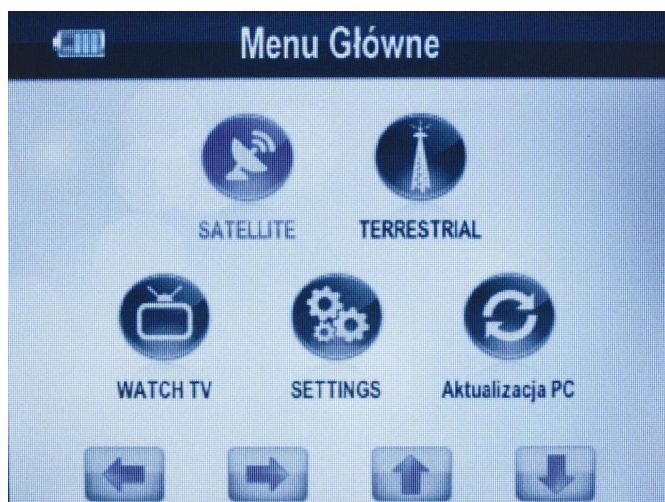 Menu Główne
SATELLITE
TERRESTRIAL
WATCH TV
SETTINGS
Aktualizacja PC